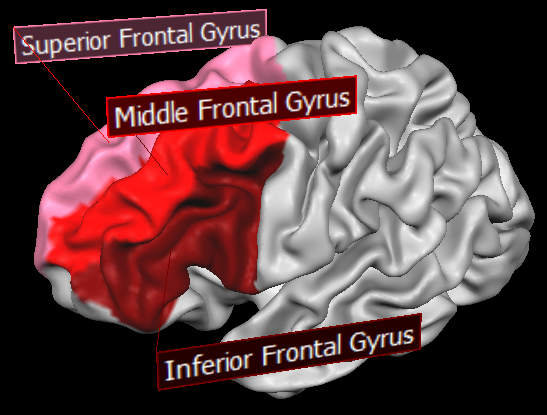 Superior Frontal Gyrus
Middle Frontal Gyrus
Inferior Frontal Gyrus